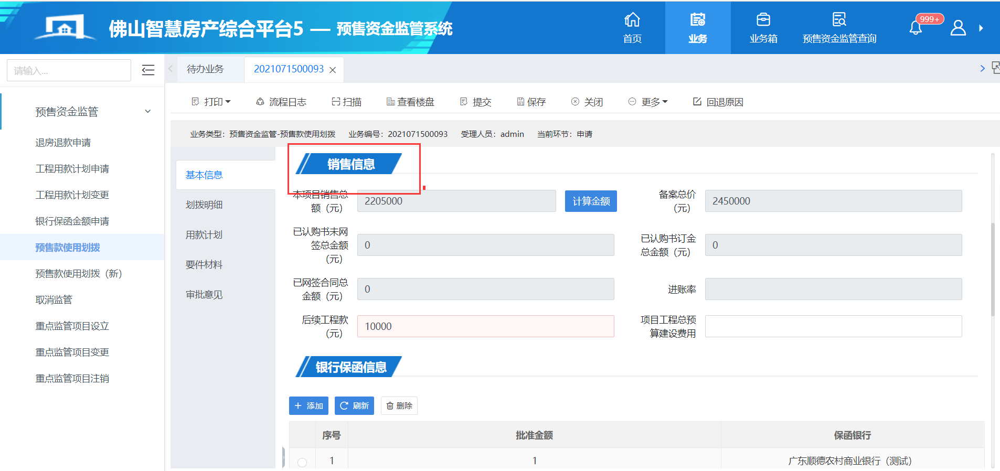 佛山智慧房产综合平台5 — 预售资金监管系统
首页
业务
业务箱
预售资金监管查询
999+
请输入...
待办业务
2021071500093
打印
流程日志
扫描
查看楼盘
提交
保存
关闭
更多
回退原因
预售资金监管
退房退款申请
工程用款计划申请
工程用款计划变更
银行保函金额申请
预售款使用划拨
预售款使用划拨（新）
取消监管
重点监管项目设立
重点监管项目变更
重点监管项目注销
业务类型：预售资金监管-预售款使用划拨 业务编号：2021071500093 受理人员：admin 当前环节：申请
基本信息
划拨明细
用款计划
要件材料
审批意见
销售信息
本项目销售总
额（元）
2205000
计算金额
备案总价
（元）
2450000
已认购书未网
签总金额
（元）
0
已认购书订金
总金额（元）
0
已网签合同总
金额（元）
0
进账率
后续工程款
（元）
10000
项目工程总预
算建设费用
银行保函信息
添加
刷新
删除
序号 批准金额 保函银行
1 1 广东顺德农村商业银行（测试）